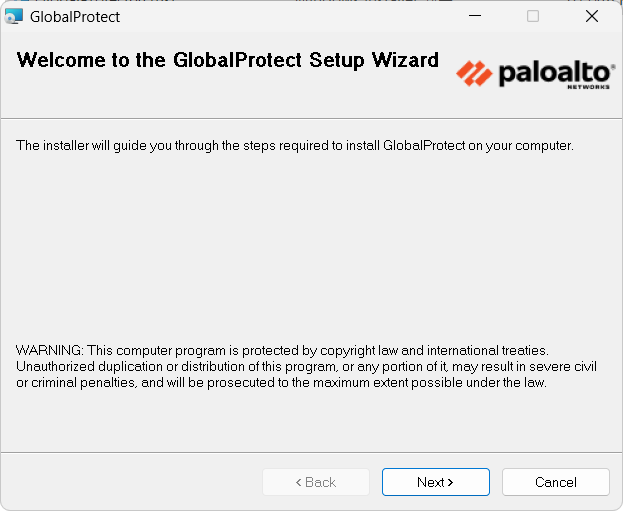 GlobalProtect
Welcome to the GlobalProtect Setup Wizard
paloalto
NETWORKS
The installer will guide you through the steps required to install GlobalProtect on your computer.
WARNING: This computer program is protected by copyright law and international treaties.
Unauthorized duplication or distribution of this program, or any portion of it, may result in severe civil
or criminal penalties, and will be prosecuted to the maximum extent possible under the law.
< Back
Next >
Cancel